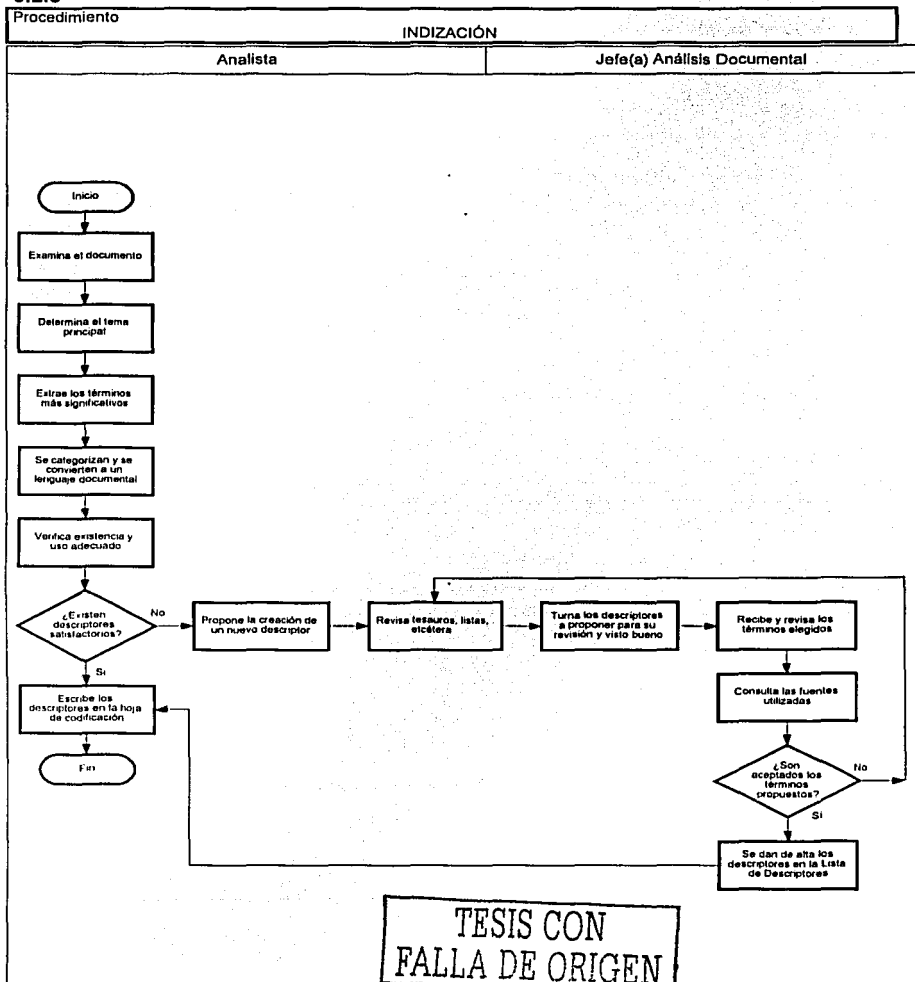 Procedimiento
INDIZACIÓN
Analista
Jefe(a) Análisis Documental
Inicio
Examina el documento
Determina el tema
principal
Extrae los términos
más significativos
Se categorizan y se
convierten a un
lenguaje documental
Verifica existencia y
uso adecuado
¿Existen
descriptores
satisfactorios?
No
Propone la creación de
un nuevo descriptor
Revisa tesauros, listas,
etcétera
Turna los descriptores
a proponer para su
revisión y visto bueno
Recibe y revisa los
términos elegidos
Si
Escribe los
descriptores en la hoja
de codificación
Consulta las fuentes
utilizadas
Fin
¿Son
aceptados los
términos
propuestos?
No
Si
Se dan de alta los
descriptores en la Lista
de Descriptores
TESIS CON
FALLA DE ORIGEN